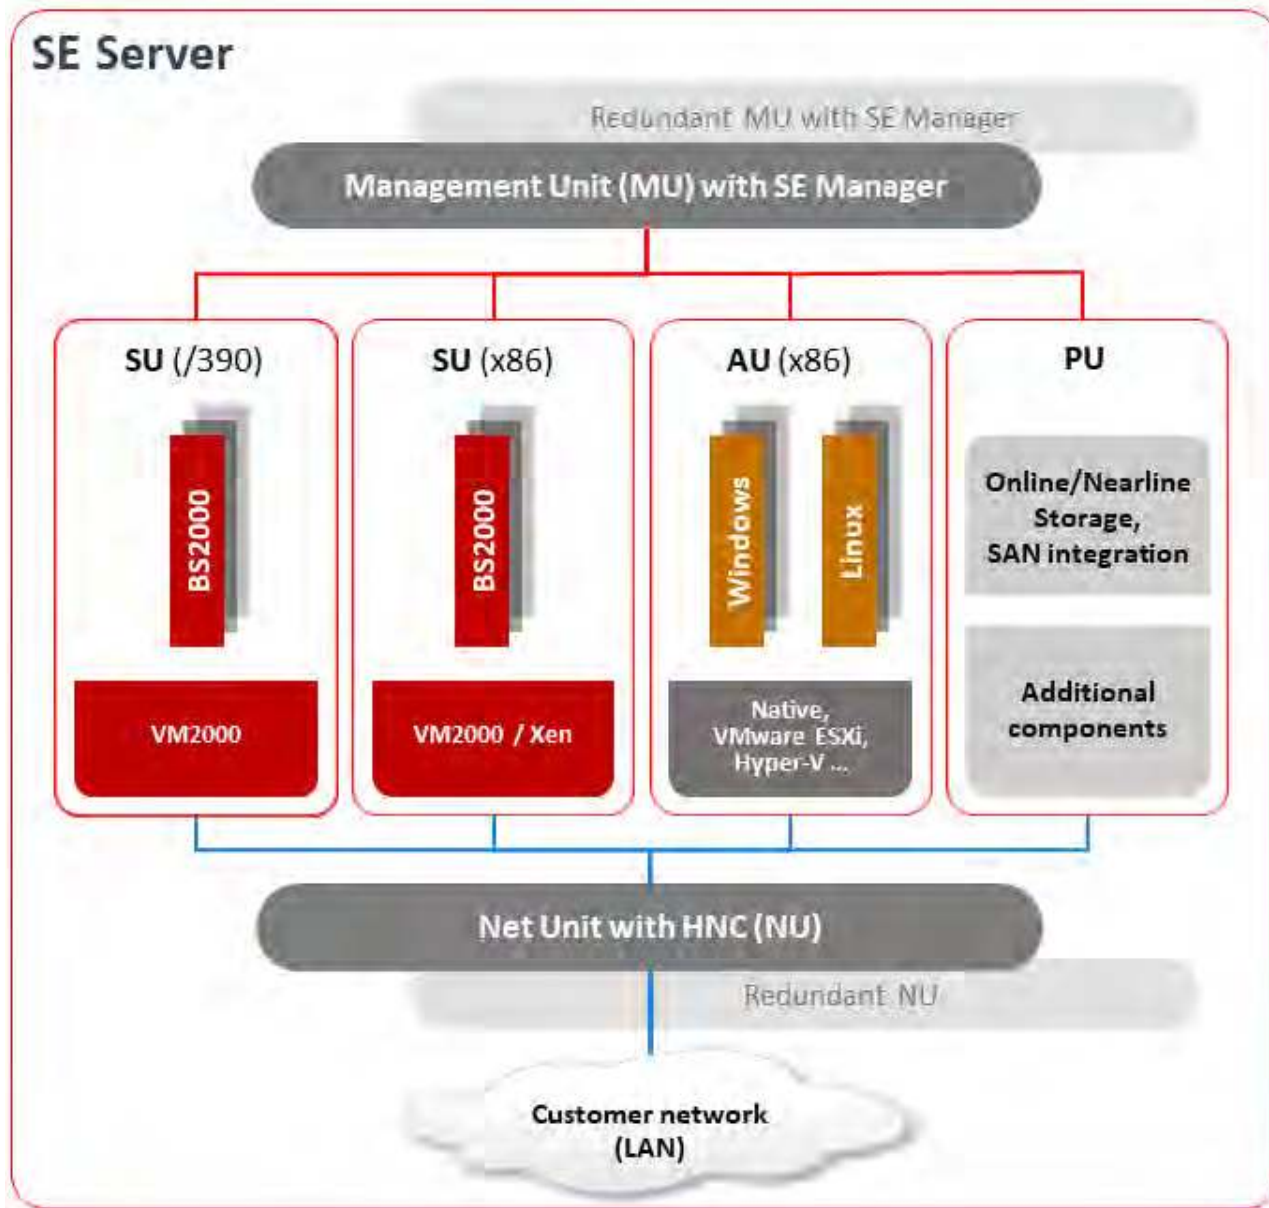 SE Server
Redundant MU with SE Manager
Management Unit (MU) with SE Manager
SU (/390)
BS2000
VM2000
SU (x86)
BS2000
VM2000 / Xen
AU (x86)
Windows
Linux
Native,
VMware ESXi,
Hyper-V ...
PU
Online/Nearline
Storage,
SAN integration
Additional
components
Net Unit with HNC (NU)
Redundant NU
Customer network
(LAN)